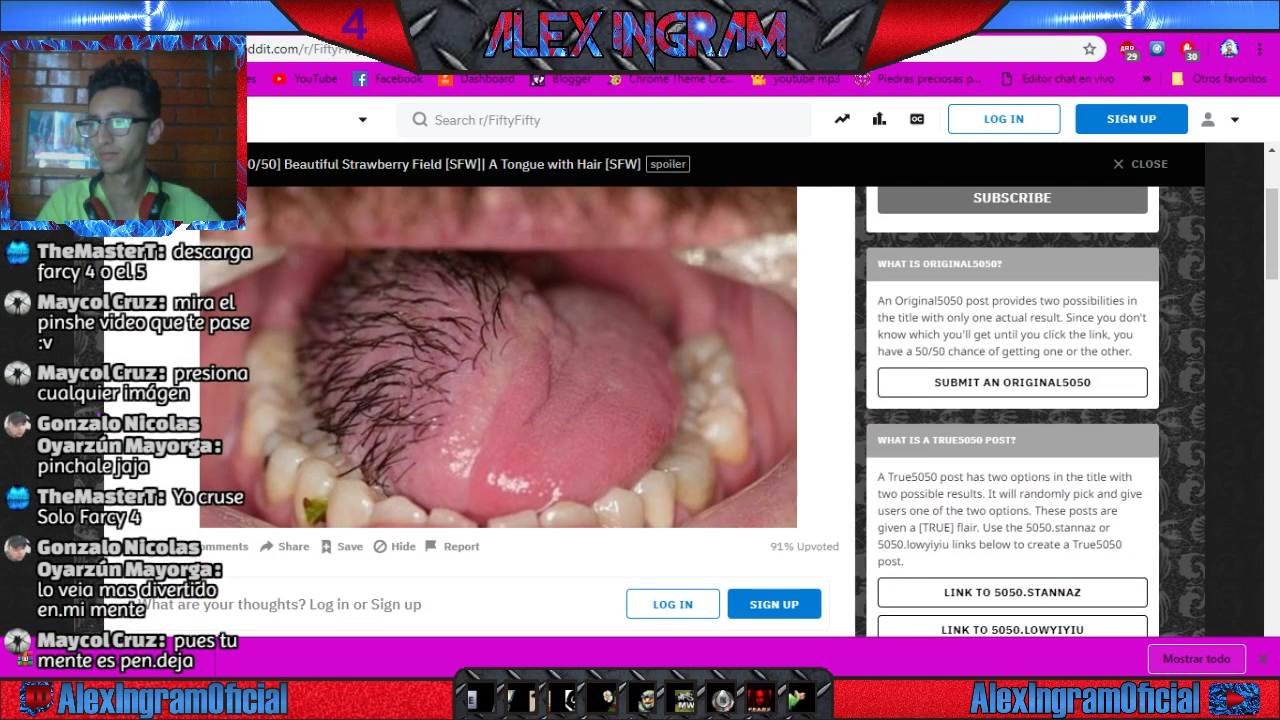 4
ALEX INGRAM
ddit.com/r/FiftyFi
29
30
es
YouTube
Facebook
Dashboard
Blogger
Chrome Theme Cre...
youtube mp3
Piedras preciosas p...
Editor chat en vivo
»
Otros favoritos
Search r/FiftyFifty
OC
LOG IN
SIGN UP
0/50] Beautiful Strawberry Field [SFW]| A Tongue with Hair [SFW] spoiler
CLOSE
TheMasterT: descarga
farcy 4 o el 5
MaycolCruz: mira el
pinshe video que te pase
:v
MaycolCruz: presiona
cualquier imágen
Gonzalo Nicolas
Oyarzún Mayorga:
pinchale jaja
TheMasterT: Yo cruse
Solo Farcy 4
Gonzalo Nicolas
Oyarzún Mayorga:
lo veia mas divertido
en.mi mente
MaycolCruz: pues tu
mente es pen.deja
omments
Share
Save
Hide
Report
91% Upvoted
What are your thoughts? Log in or Sign up
LOG IN
SIGN UP
SUBSCRIBE
WHAT IS ORIGINAL5050?
An Original5050 post provides two possibilities in
the title with only one actual result. Since you don't
know which you'll get until you click the link, you
have a 50/50 chance of getting one or the other.
SUBMIT AN ORIGINAL5050
WHAT IS A TRUE5050 POST?
A True5050 post has two options in the title with
two possible results. It will randomly pick and give
users one of the two options. These posts are
given a [TRUE] flair. Use the 5050.stannaz or
5050.lowyiyiu links below to create a True5050
post.
LINK TO 5050.STANNAZ
LINK TO 5050.LOWYIYIU
Mostrar todo
AlexIngramOficial
AlexIngramOficial